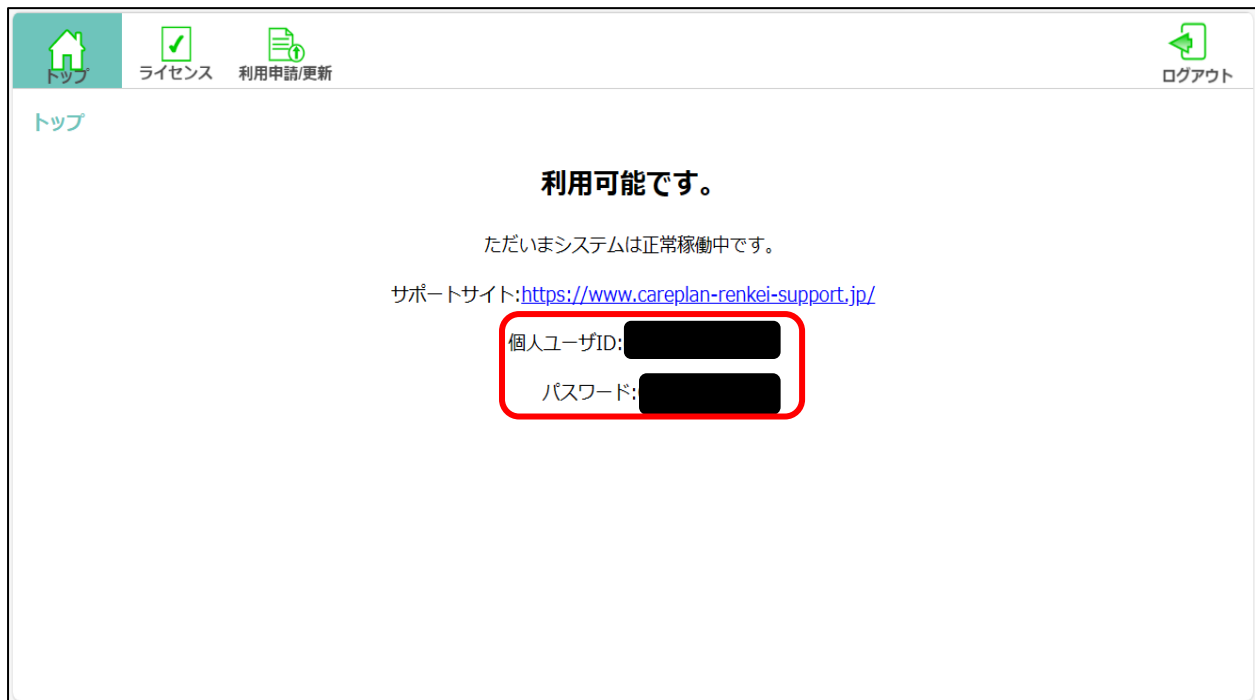 トップ
ライセンス
利用申請/更新
ログアウト
トップ
利用可能です。
ただいまシステムは正常稼働中です。
サポートサイト:https://www.careplan-renkei-support.jp/
個人ユーザID:
パスワード: